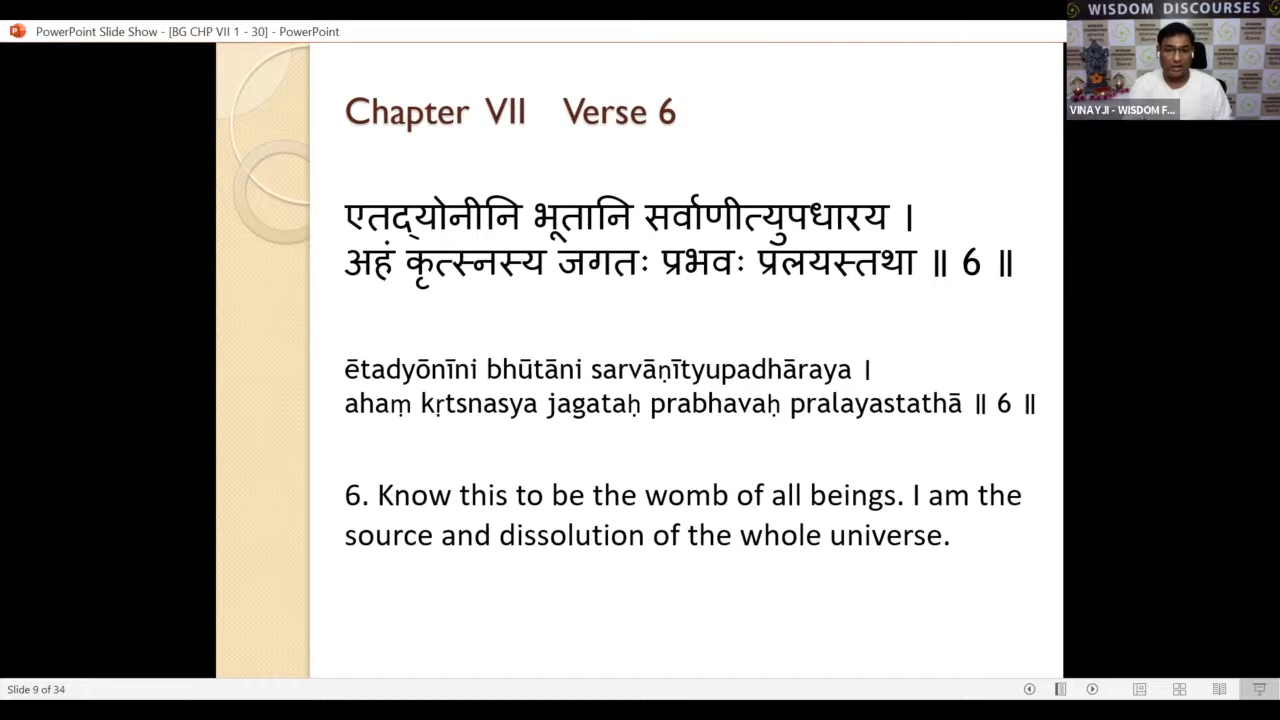 WISDOM DISCOURSES
PowerPoint Slide Show - [BG CHP VII 1 - 30] - PowerPoint
VINAYJI - WISDOM F...
Chapter VII Verse 6
एतद्‌योनीनि भूतानि सर्वाणीत्युपधारय ।
अहं कृत्स्नस्य जगतः प्रभवः प्रलयस्तथा ॥ 6 ॥
ētadyōnīni bhūtāni sarvāṇītyupadhāraya ।
ahaṃ kṛtsnasya jagataḥ prabhavaḥ pralayastathā ॥ 6 ॥
6. Know this to be the womb of all beings. I am the
source and dissolution of the whole universe.
Slide 9 of 34